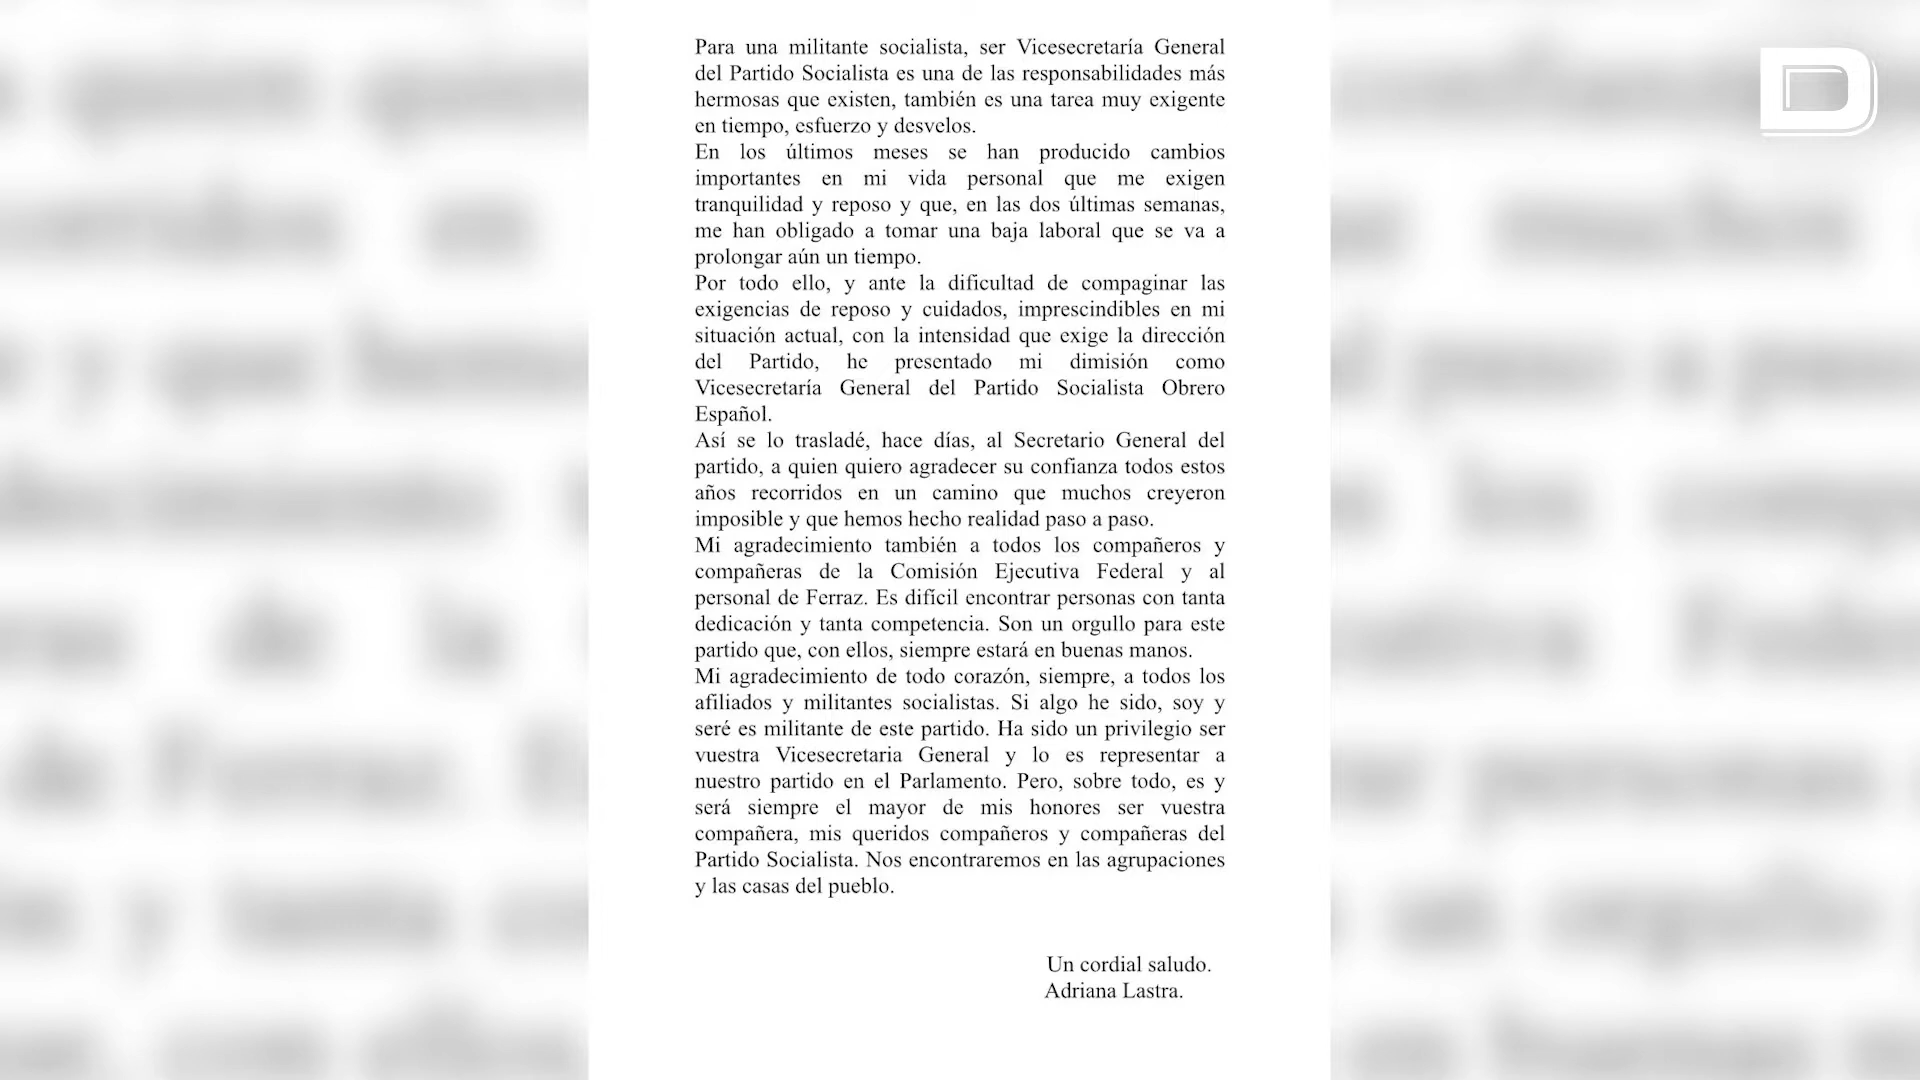 Para una militante socialista, ser Vicesecretaría General
del Partido Socialista es una de las responsabilidades más
hermosas que existen, también es una tarea muy exigente
en tiempo, esfuerzo y desvelos.
En los últimos meses se han producido cambios
importantes en mi vida personal que me exigen
tranquilidad y reposo y que, en las dos últimas semanas,
me han obligado a tomar una baja laboral que se va a
prolongar aún un tiempo.
Por todo ello, y ante la dificultad de compaginar las
exigencias de reposo y cuidados, imprescindibles en mi
situación actual, con la intensidad que exige la dirección
del Partido, he presentado mi dimisión como
Vicesecretaría General del Partido Socialista Obrero
Español.
Así se lo trasladé, hace días, al Secretario General del
partido, a quien quiero agradecer su confianza todos estos
años recorridos en un camino que muchos creyeron
imposible y que hemos hecho realidad paso a paso.
Mi agradecimiento también a todos los compañeros y
compañeras de la Comisión Ejecutiva Federal y al
personal de Ferraz. Es difícil encontrar personas con tanta
dedicación y tanta competencia. Son un orgullo para este
partido que, con ellos, siempre estará en buenas manos.
Mi agradecimiento de todo corazón, siempre, a todos los
afiliados y militantes socialistas. Si algo he sido, soy y
seré es militante de este partido. Ha sido un privilegio ser
vuestra Vicesecretaria General y lo es representar a
nuestro partido en el Parlamento. Pero, sobre todo, es y
será siempre el mayor de mis honores ser vuestra
compañera, mis queridos compañeros y compañeras del
Partido Socialista. Nos encontraremos en las agrupaciones
y las casas del pueblo.
Un cordial saludo.
Adriana Lastra.
D